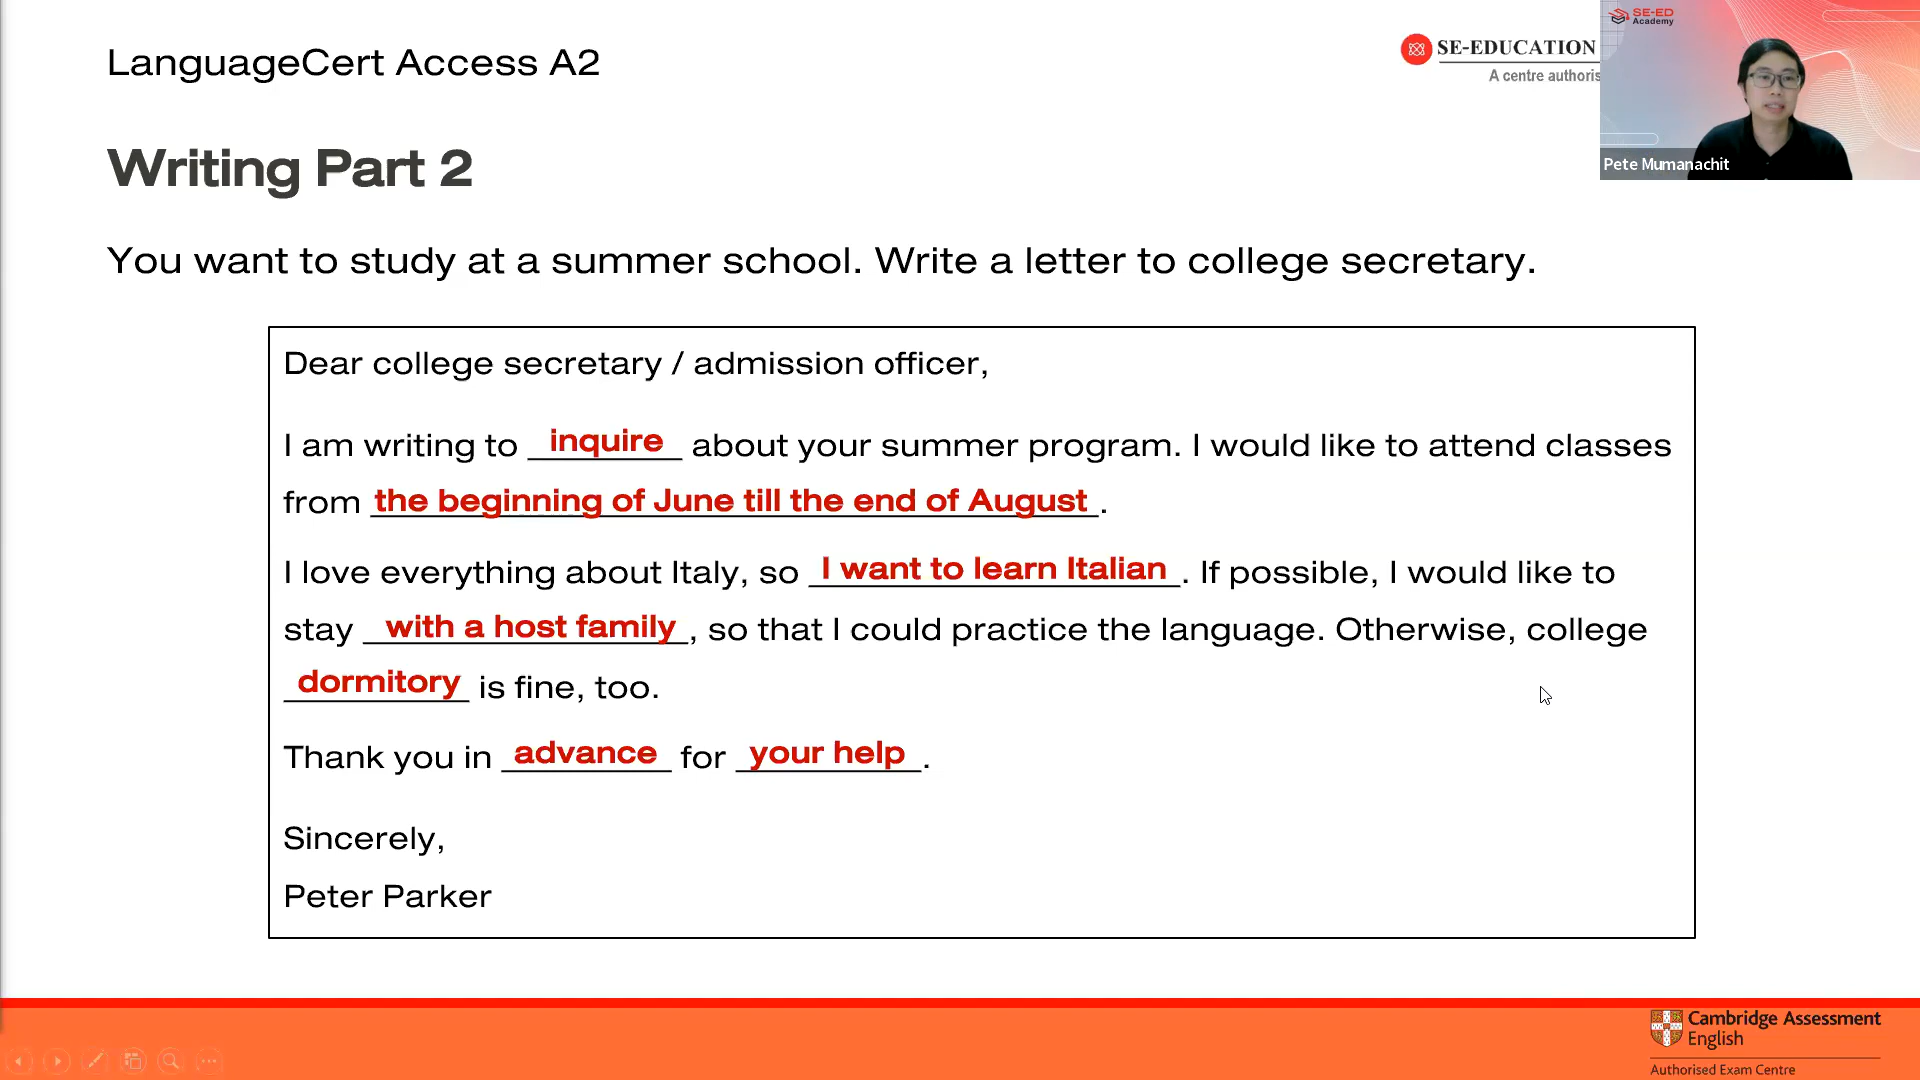 LanguageCert Access A2
SE-EDUCATION
A centre authoris
SE-ED
Academy
Pete Mumanachit
Writing Part 2
You want to study at a summer school. Write a letter to college secretary.
Dear college secretary / admission officer,
I am writing to inquire about your summer program. I would like to attend classes
from the beginning of June till the end of August.
I love everything about Italy, so I want to learn Italian. If possible, I would like to
stay with a host family, so that I could practice the language. Otherwise, college
dormitory is fine, too.
Thank you in advance for your help.
Sincerely,
Peter Parker
Cambridge Assessment
English
Authorised Exam Centre